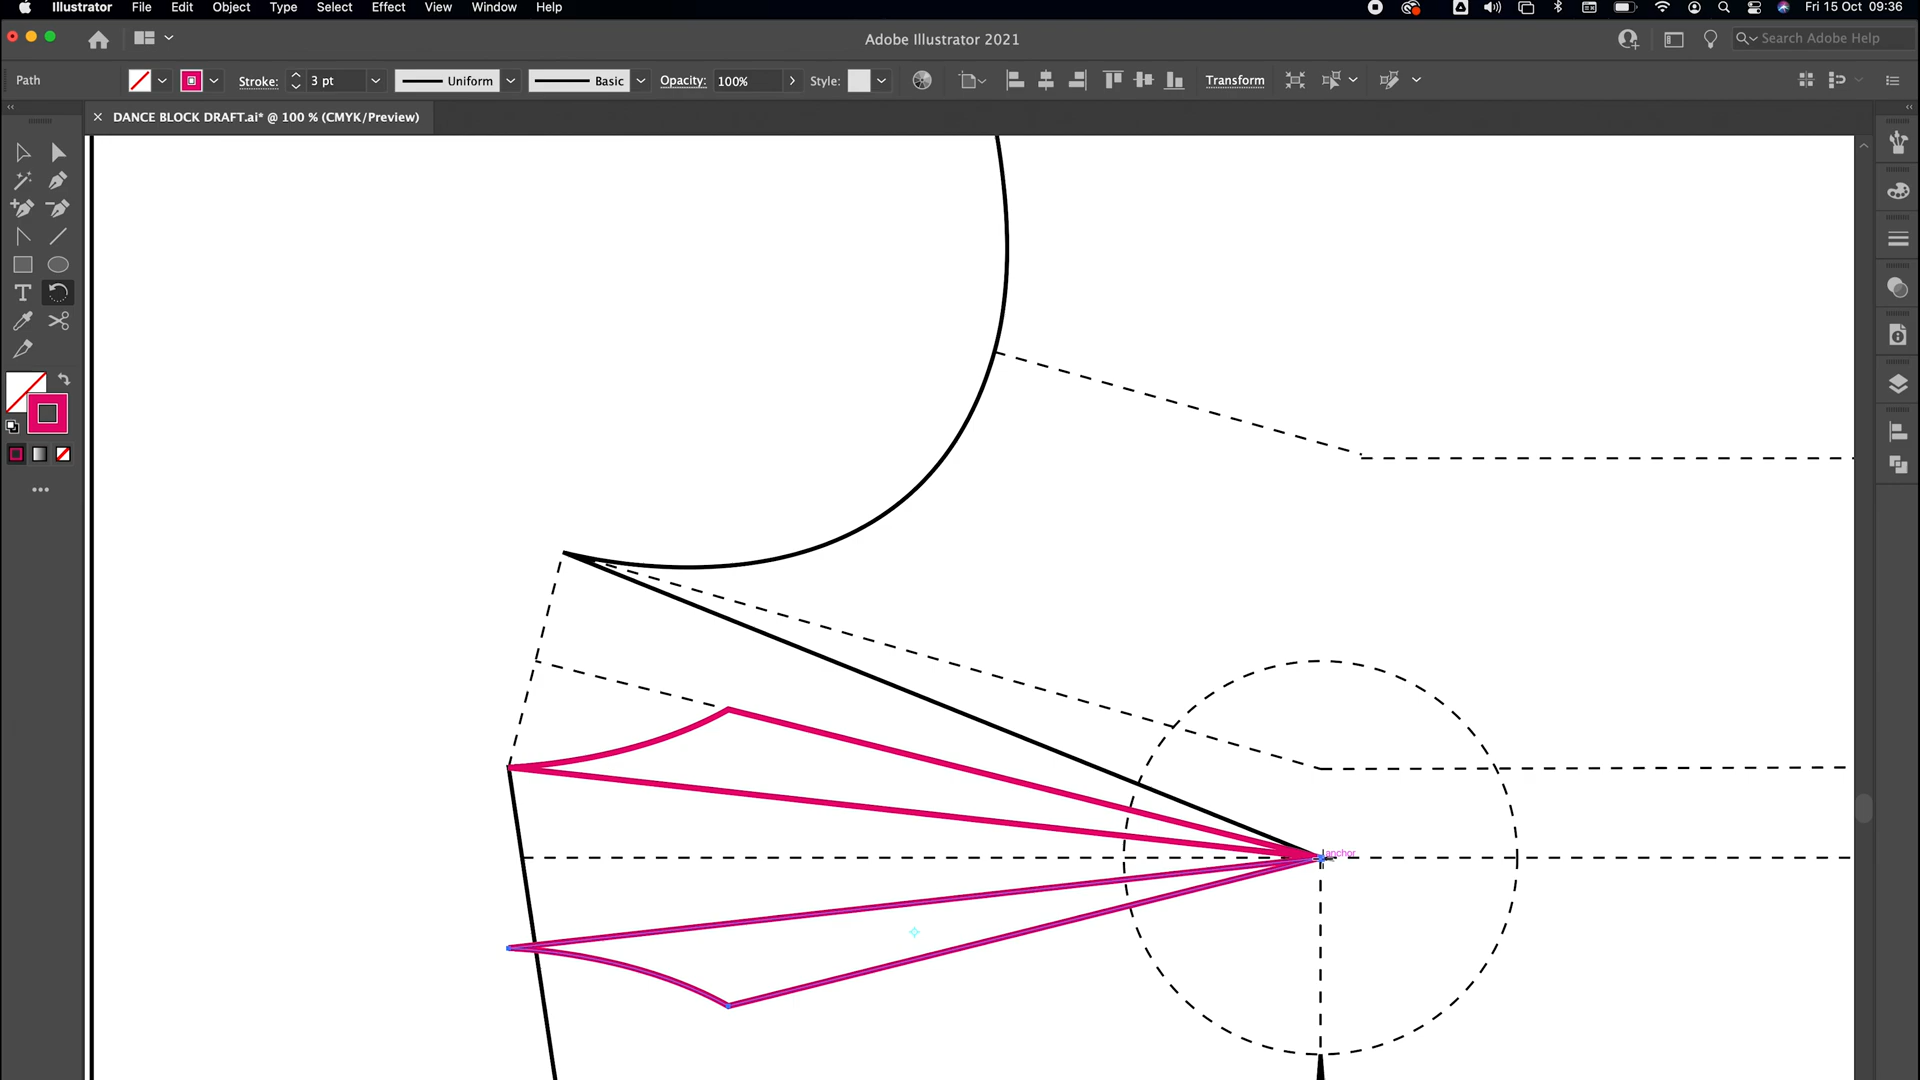 Illustrator File Edit Object Type Select Effect View Window Help Fri 15 Oct 09:36
Adobe Illustrator 2021 Search Adobe Help
Path Stroke: 3 pt Uniform Basic Opacity: 100% Style: Transform
DANCE BLOCK DRAFT.ai* @ 100 % (CMYK/Preview)
anchor